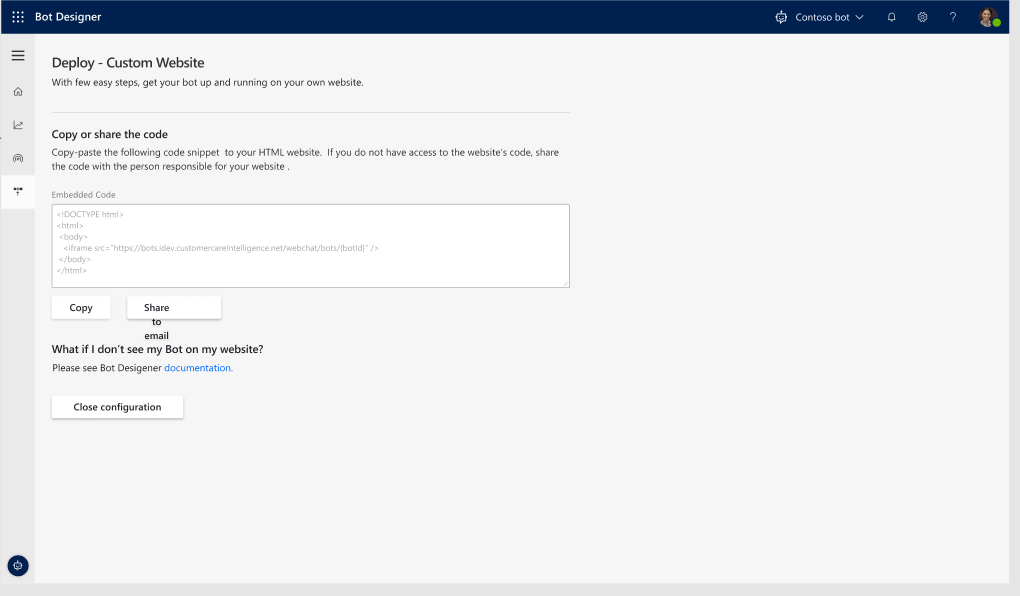 Bot Designer
Contoso bot
?
Deploy - Custom Website
With few easy steps, get your bot up and running on your own website.
Copy or share the code
Copy-paste the following code snippet  to your HTML website.  If you do not have access to the website's code, share
the code with the person responsible for your website .
Embedded Code
<!DOCTYPE html>
<html>
<body>
<iframe src="https://bots.idev.customercareIntelligence.net/webchat/bots/{botId}" />
</body>
</html>
Copy
Share
to
email
What if I don't see my Bot on my website?
Please see Bot Desigener documentation.
Close configuration